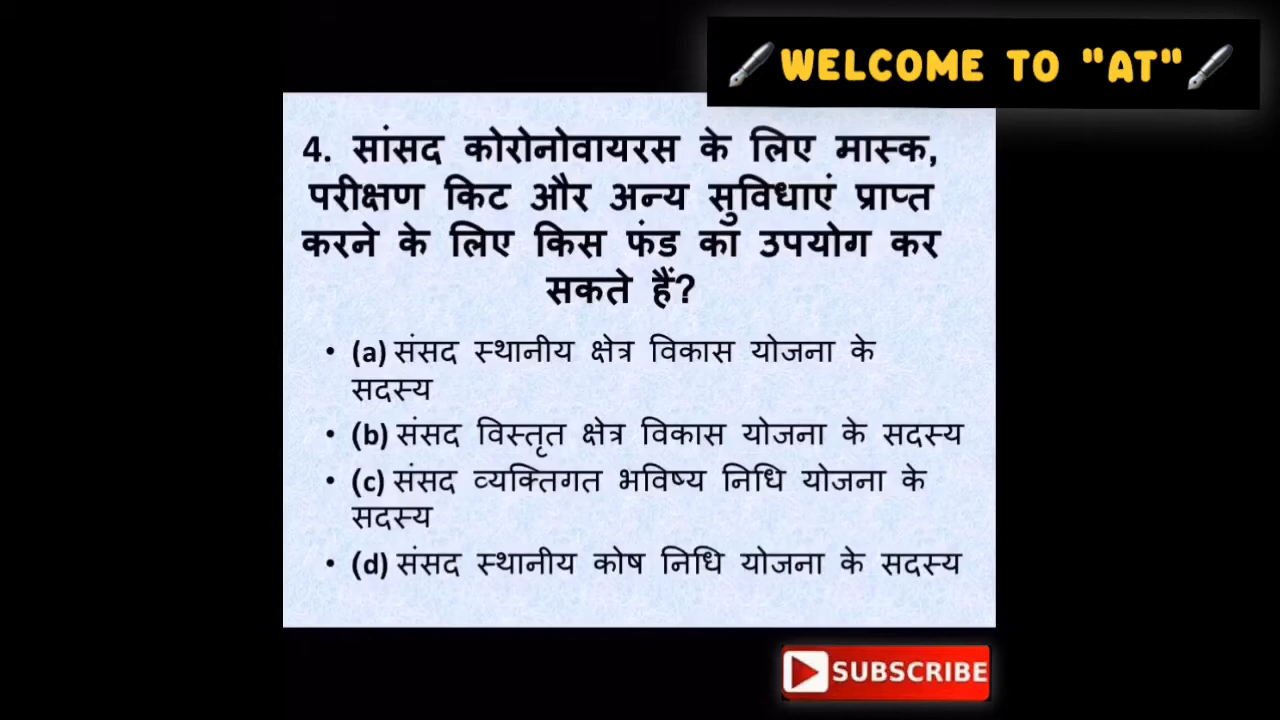 WELCOME TO "AT"
4. सांसद कोरोनोवायरस के लिए मास्क,
परीक्षण किट और अन्य सुविधाएं प्राप्त
करने के लिए किस फंड का उपयोग कर
सकते हैं?
• (a) संसद स्थानीय क्षेत्र विकास योजना के
सदस्य
• (b) संसद विस्तृत क्षेत्र विकास योजना के सदस्य
• (c) संसद व्यक्तिगत भविष्य निधि योजना के
सदस्य
• (d) संसद स्थानीय कोष निधि योजना के सदस्य
SUBSCRIBE